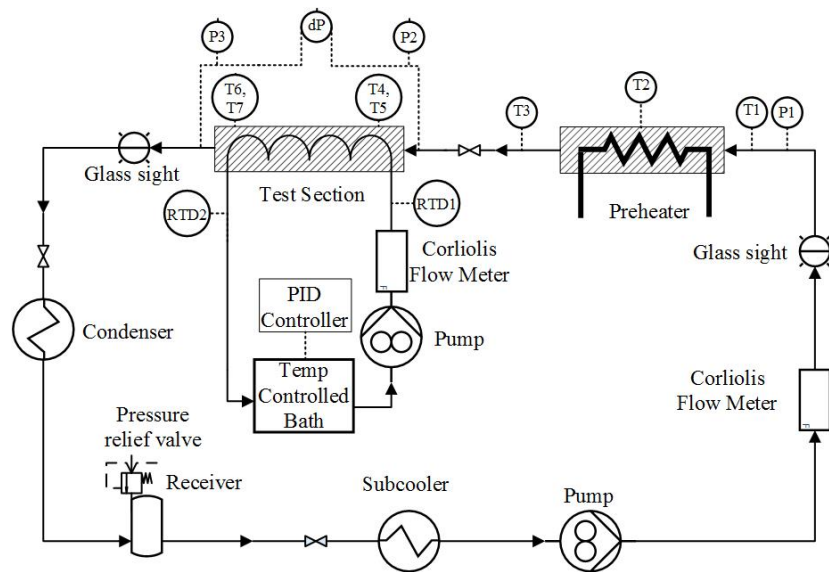 P3
dP
P2
T6,
T7
T4,
T5
T3
T2
T1
P1
Glass sight
Test Section
RTD2
RTD1
Preheater
Corliolis
Flow Meter
F
Glass sight
PID
Controller
Condenser
Pump
Temp
Controlled
Bath
Corliolis
Flow Meter
F
Pressure
relief valve
Receiver
Subcooler
Pump